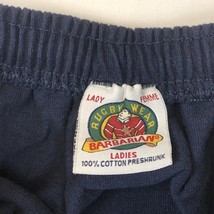 LADY FEMME
RUGBY WEAR
BARBARIAN
LADIES
100% COTTON PRESHRUNK